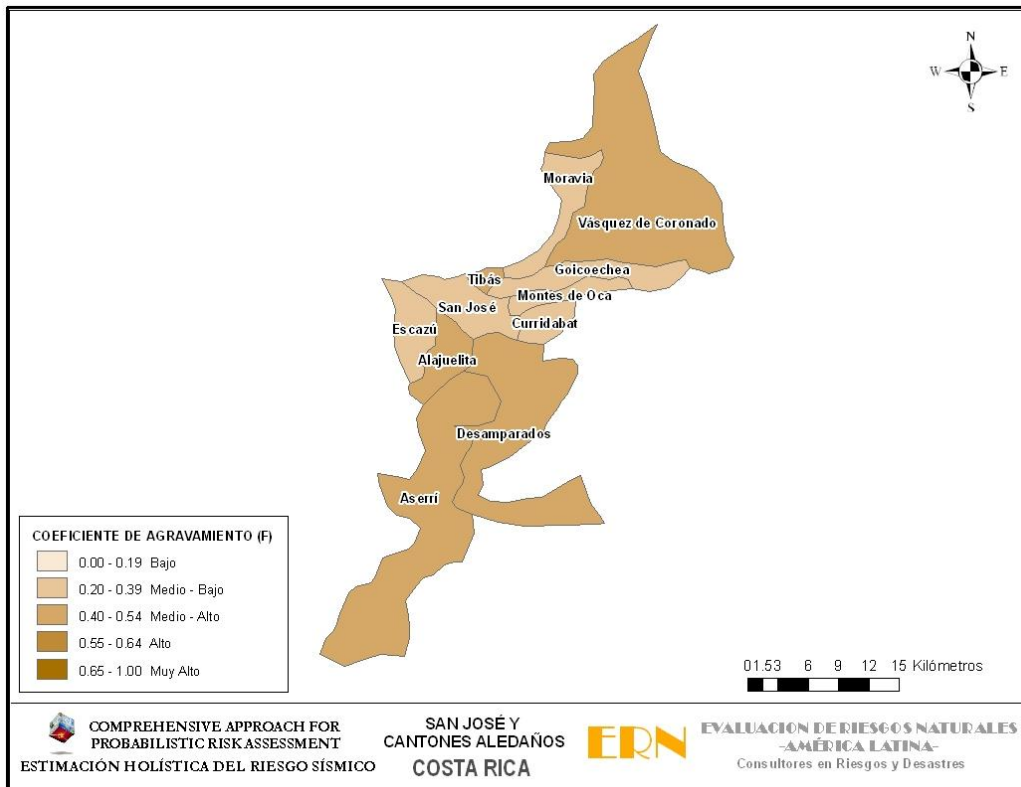 N
W E
S
Moravia
Vásquez de Coronado
Goicoechea
Tibás
Montes de Oca
San José
Curridabat
Escazú
Alajuelita
Desamparados
Aserrí
COEFICIENTE DE AGRAVAMIENTO (F)
0.00 - 0.19 Bajo
0.20 - 0.39 Medio - Bajo
0.40 - 0.54 Medio - Alto
0.55 - 0.64 Alto
0.65 - 1.00 Muy Alto
01.53 6 9 12 15 Kilómetros
COMPREHENSIVE APPROACH FOR
PROBABILISTIC RISK ASSESSMENT
ESTIMACIÓN HOLÍSTICA DEL RIESGO SÍSMICO
SAN JOSÉ Y
CANTONES ALEDAÑOS
COSTA RICA
ERN
EVALUACION DE RIESGOS NATURALES
-AMÉRICA LATINA-
Consultores en Riesgos y Desastres